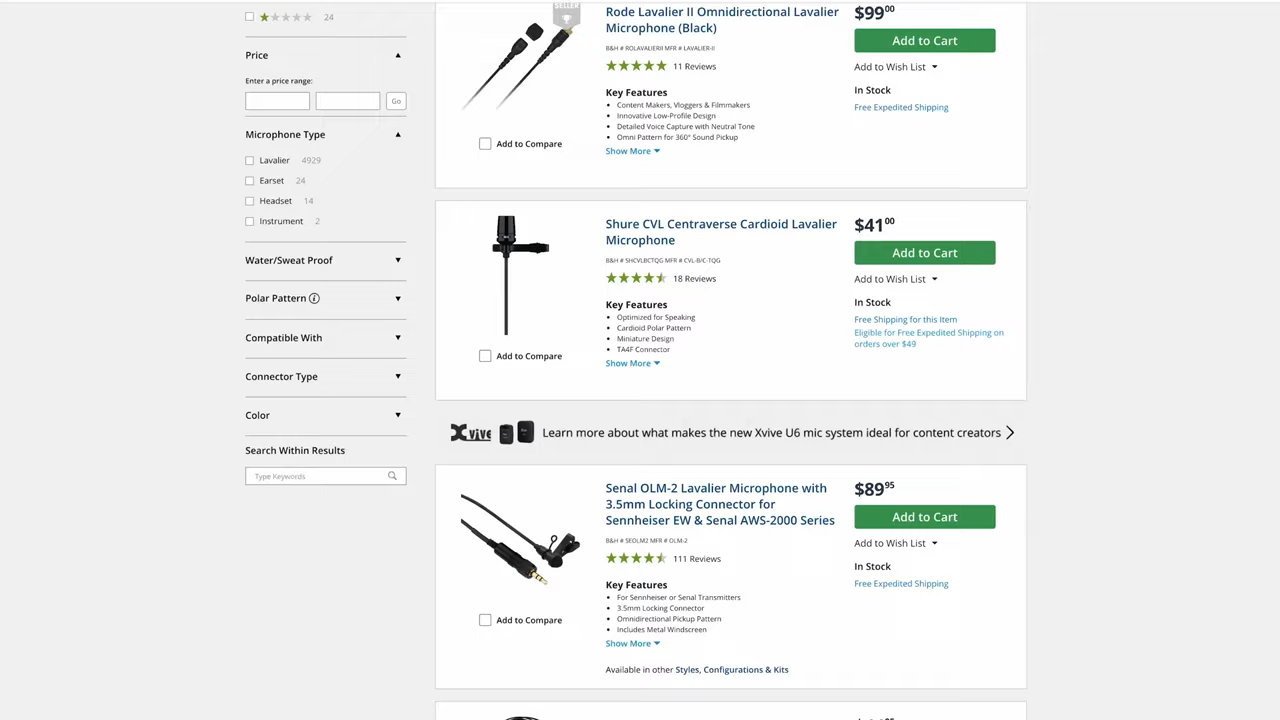 24
Price
Enter a price range:
Go
Microphone Type
Lavalier 4929
Earset 24
Headset 14
Instrument 2
Water/Sweat Proof
Polar Pattern
Compatible With
Connector Type
Color
Search Within Results
Type Keywords
SELLER
Rode Lavalier II Omnidirectional Lavalier
Microphone (Black)
B&H # ROLAVALIERII MFR # LAVALIER-II
11 Reviews
Key Features
Content Makers, Vloggers & Filmmakers
Innovative Low-Profile Design
Detailed Voice Capture with Neutral Tone
Omni Pattern for 360° Sound Pickup
Show More
Add to Compare
$99.00
Add to Cart
Add to Wish List
In Stock
Free Expedited Shipping
Shure CVL Centraverse Cardioid Lavalier
Microphone
B&H # SHCVLBCTQG MFR # CVL-B/C-TQG
18 Reviews
Key Features
Optimized for Speaking
Cardioid Polar Pattern
Miniature Design
TA4F Connector
Show More
Add to Compare
$41.00
Add to Cart
Add to Wish List
In Stock
Free Shipping for this Item
Eligible for Free Expedited Shipping on
orders over $49
Xvive
Learn more about what makes the new Xvive U6 mic system ideal for content creators
Senal OLM-2 Lavalier Microphone with
3.5mm Locking Connector for
Sennheiser EW & Senal AWS-2000 Series
B&H # SEOLM2 MFR # OLM-2
111 Reviews
Key Features
For Sennheiser or Senal Transmitters
3.5mm Locking Connector
Omnidirectional Pickup Pattern
Includes Metal Windscreen
Show More
Available in other Styles, Configurations & Kits
Add to Compare
$89.95
Add to Cart
Add to Wish List
In Stock
Free Expedited Shipping